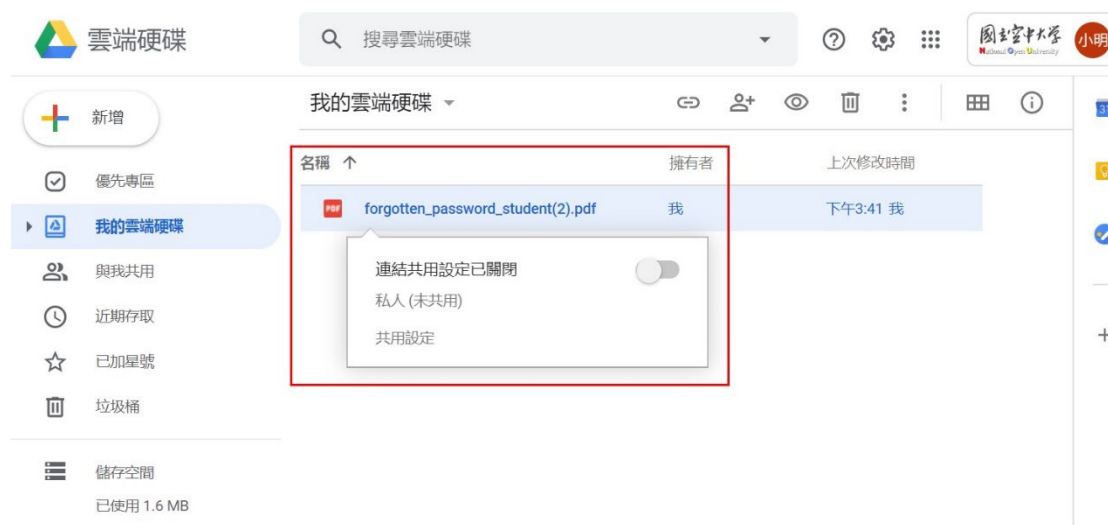 雲端硬碟
搜尋雲端硬碟
國立空中大學
National Open University
小明
新增
我的雲端硬碟
名稱 擁有者 上次修改時間
PDF forgotten_password_student(2).pdf 我 下午3:41 我
連結共用設定已關閉
私人 (未共用)
共用設定
優先專區
我的雲端硬碟
與我共用
近期存取
已加星號
垃圾桶
儲存空間
已使用 1.6 MB
31